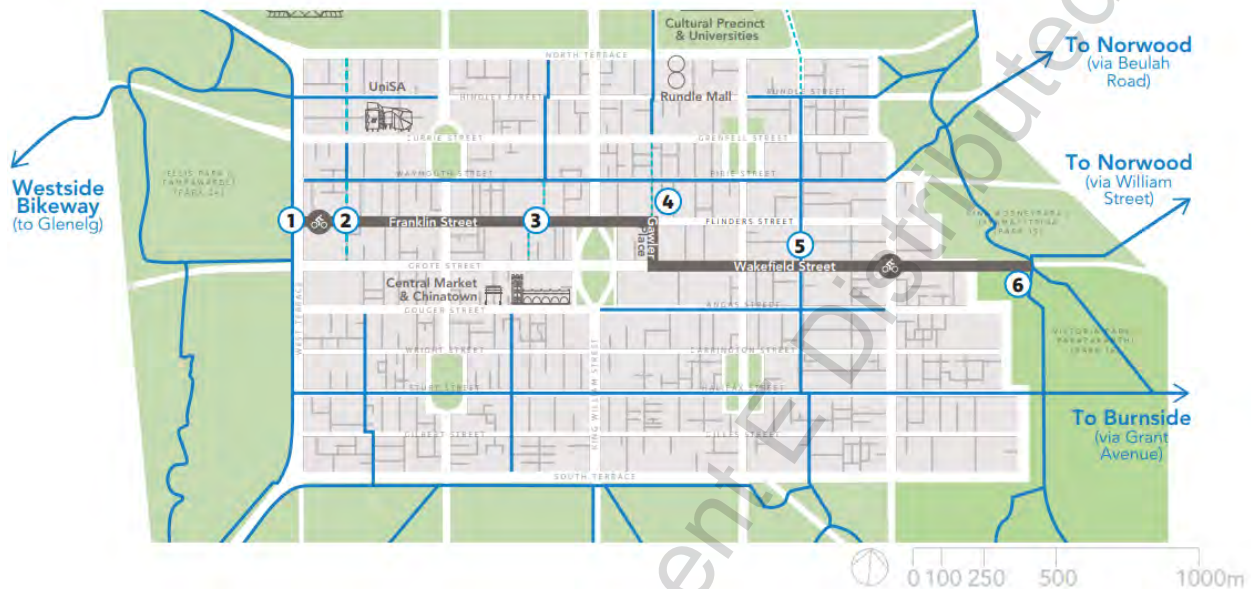 Cultural Precinct
& Universities
NORTH TERRACE
To Norwood
(via Beulah
Road)
UniSA
Rundle Mall
HINDLEY STREET
RUNDLE STREET
CURRIE STREET
GRENFELL STREET
Westside
Bikeway
(to Glenelg)
WAYMOUTH STREET
PIRIE STREET
To Norwood
(via William
Street)
1
2
Franklin Street
3
4
Gawler
Place
FLINDERS STREET
5
GROTE STREET
Wakefield Street
6
Central Market
& Chinatown
GOUGER STREET
ANGAS STREET
WEST TERRACE
WRIGHT STREET
CARRINGTON STREET
KING WILLIAM STREET
STURT STREET
HALIFAX STREET
To Burnside
(via Grant
Avenue)
GILBERT STREET
GILLES STREET
SOUTH TERRACE
0 100 250 500 1000m
ent E Distributed